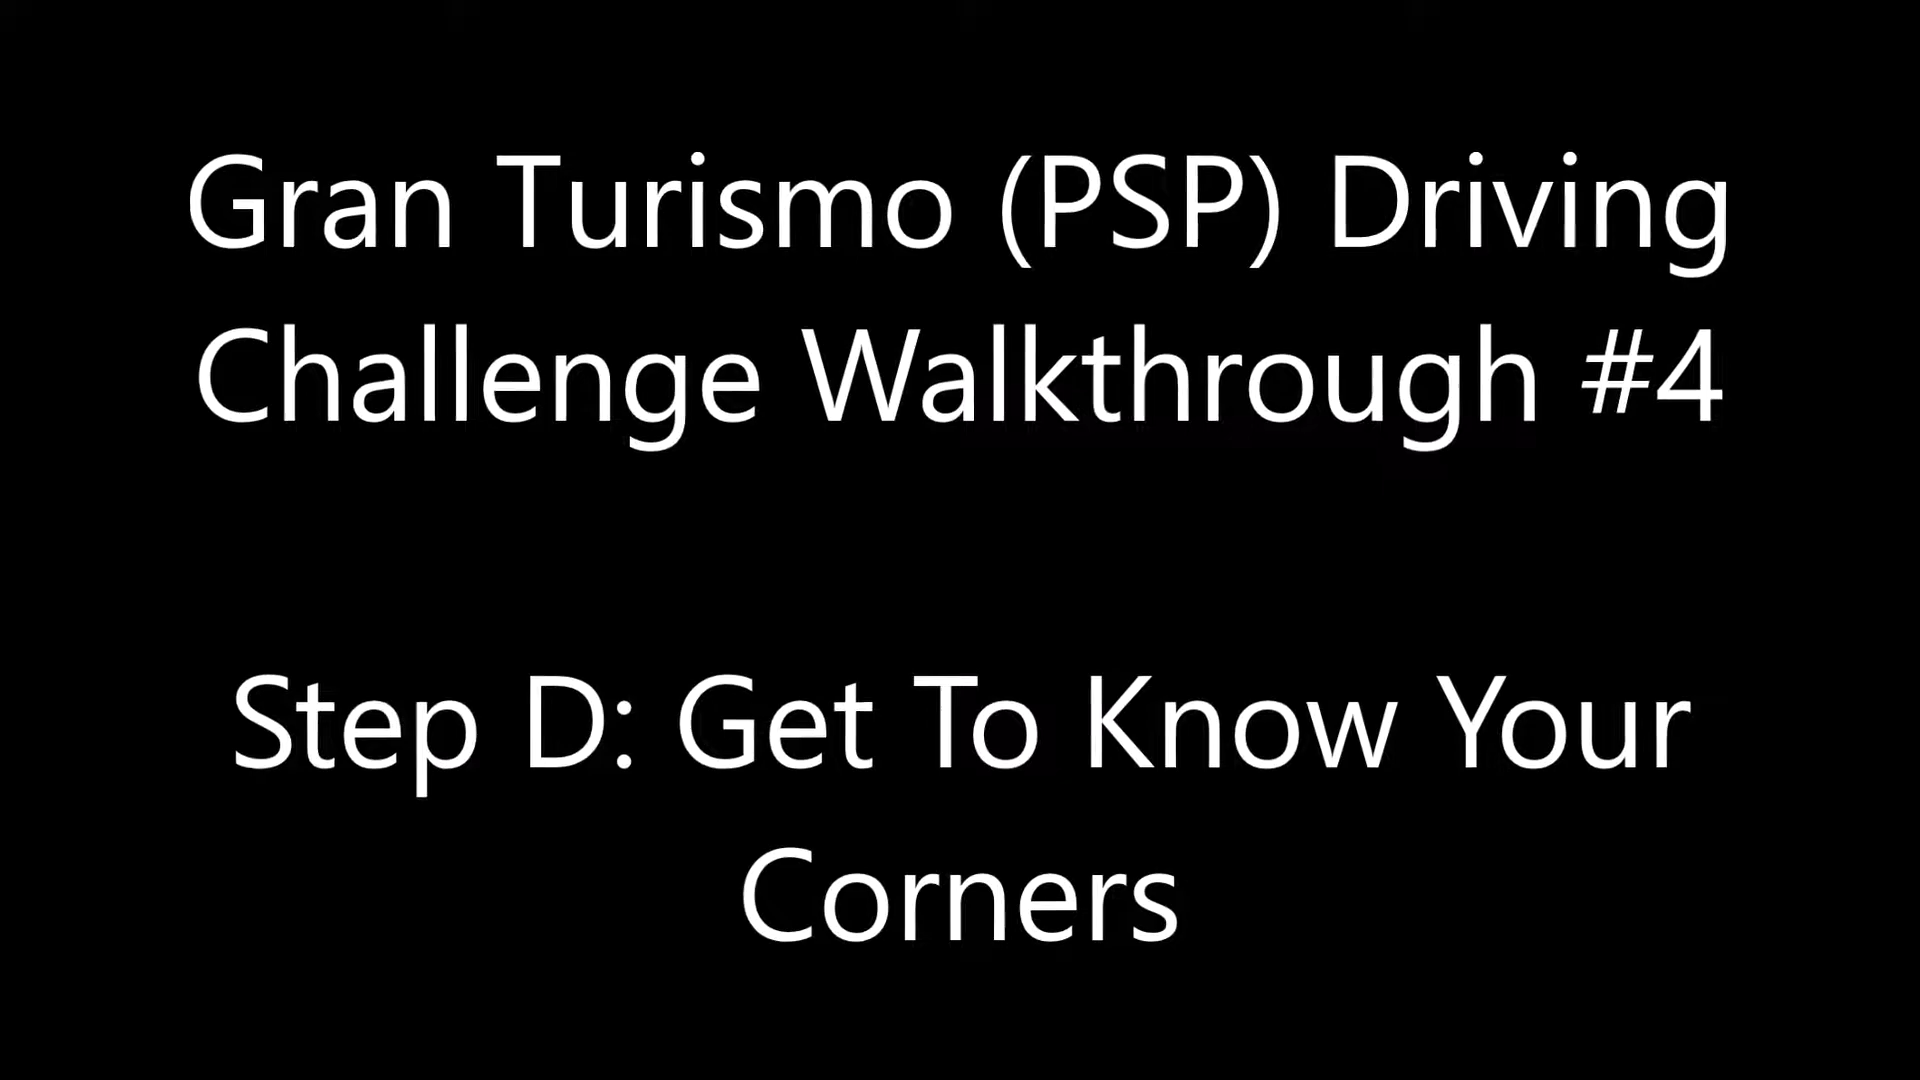 Gran Turismo (PSP) Driving
Challenge Walkthrough #4
Step D: Get To Know Your
Corners